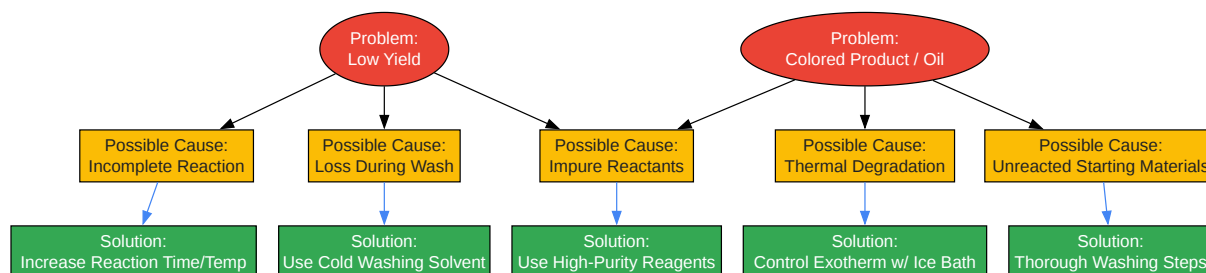 Problem:
Low Yield
Problem:
Colored Product / Oil
Possible Cause:
Incomplete Reaction
Possible Cause:
Loss During Wash
Possible Cause:
Impure Reactants
Possible Cause:
Thermal Degradation
Possible Cause:
Unreacted Starting Materials
Solution:
Increase Reaction Time/Temp
Solution:
Use Cold Washing Solvent
Solution:
Use High-Purity Reagents
Solution:
Control Exotherm w/ Ice Bath
Solution:
Thorough Washing Steps